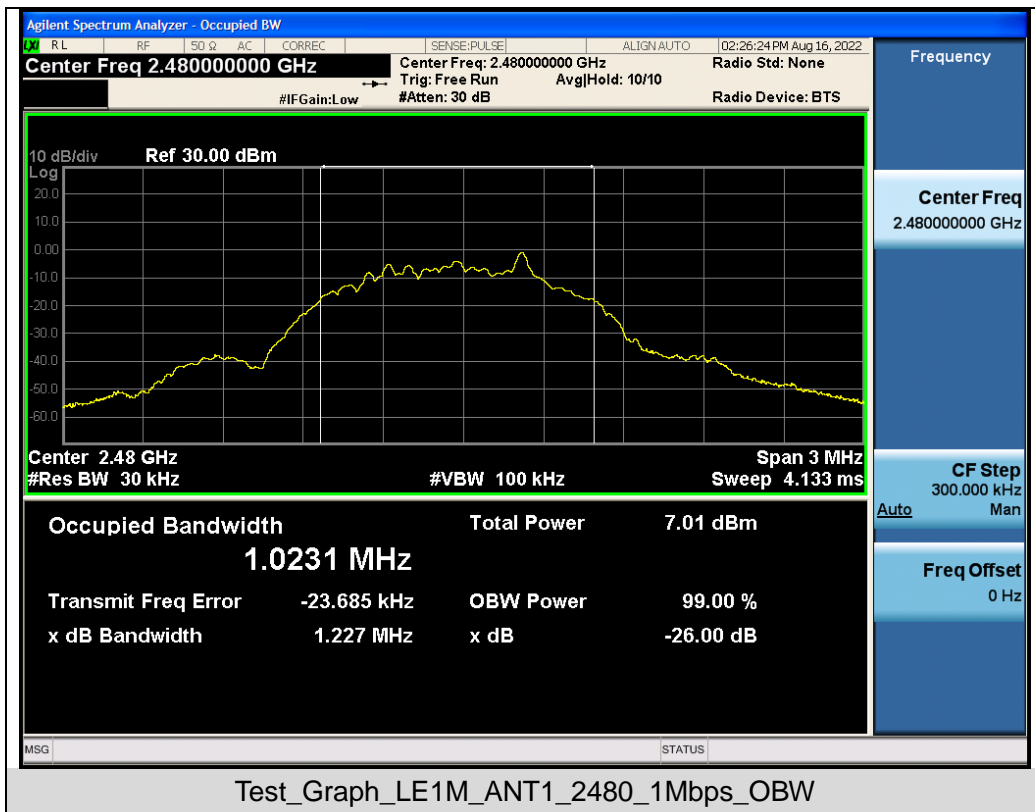 Agilent Spectrum Analyzer - Occupied BW
LXI RL RF 50 Ω AC CORREC SENSE:PULSE ALIGN AUTO 02:26:24 PM Aug 16, 2022
Center Freq 2.480000000 GHz
Center Freq: 2.480000000 GHz Radio Std: None
Trig: Free Run Avg|Hold: 10/10
#IFGain:Low #Atten: 30 dB Radio Device: BTS
Frequency
10 dB/div Ref 30.00 dBm
Log
20.0
10.0
0.00
-10.0
-20.0
-30.0
-40.0
-50.0
-60.0
Center 2.48 GHz Span 3 MHz
#Res BW 30 kHz #VBW 100 kHz Sweep 4.133 ms
Center Freq
2.480000000 GHz
CF Step
300.000 kHz
Auto Man
Freq Offset
0 Hz
Occupied Bandwidth Total Power 7.01 dBm
1.0231 MHz
Transmit Freq Error -23.685 kHz OBW Power 99.00 %
x dB Bandwidth 1.227 MHz x dB -26.00 dB
MSG STATUS
Test_Graph_LE1M_ANT1_2480_1Mbps_OBW